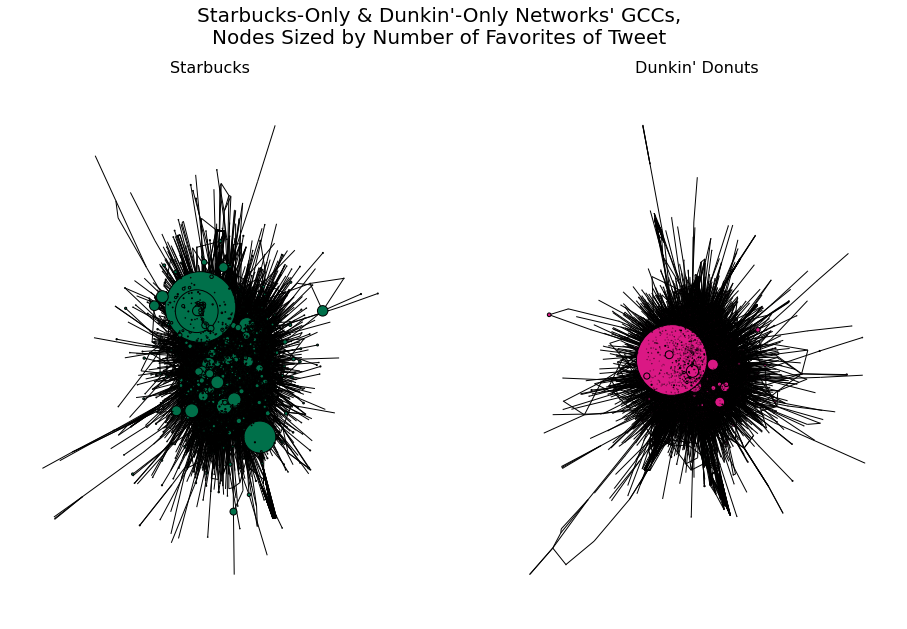 Starbucks-Only & Dunkin'-Only Networks' GCCs,
Nodes Sized by Number of Favorites of Tweet
Starbucks
Dunkin' Donuts